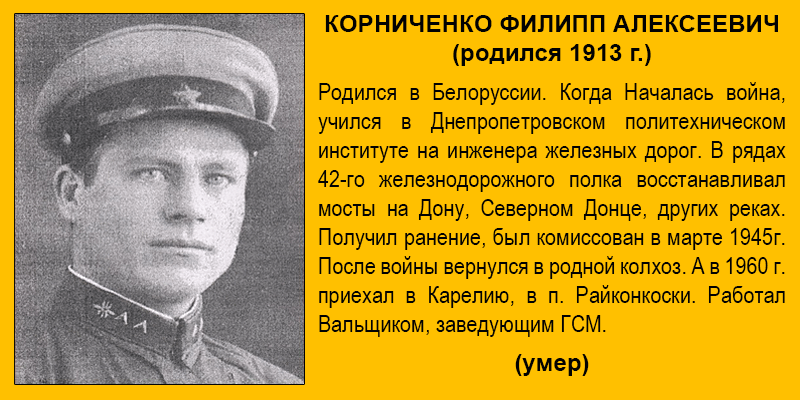 КОРНИЧЕНКО ФИЛИПП АЛЕКСЕЕВИЧ
(родился 1913 г.)
Родился в Белоруссии. Когда Началась война,
учился в Днепропетровском политехническом
институте на инженера железных дорог. В рядах
42-го железнодорожного полка восстанавливал
мосты на Дону, Северном Донце, других реках.
Получил ранение, был комиссован в марте 1945г.
После войны вернулся в родной колхоз. А в 1960 г.
приехал в Карелию, в п. Райконкоски. Работал
Вальщиком, заведующим ГСМ.
(умер)